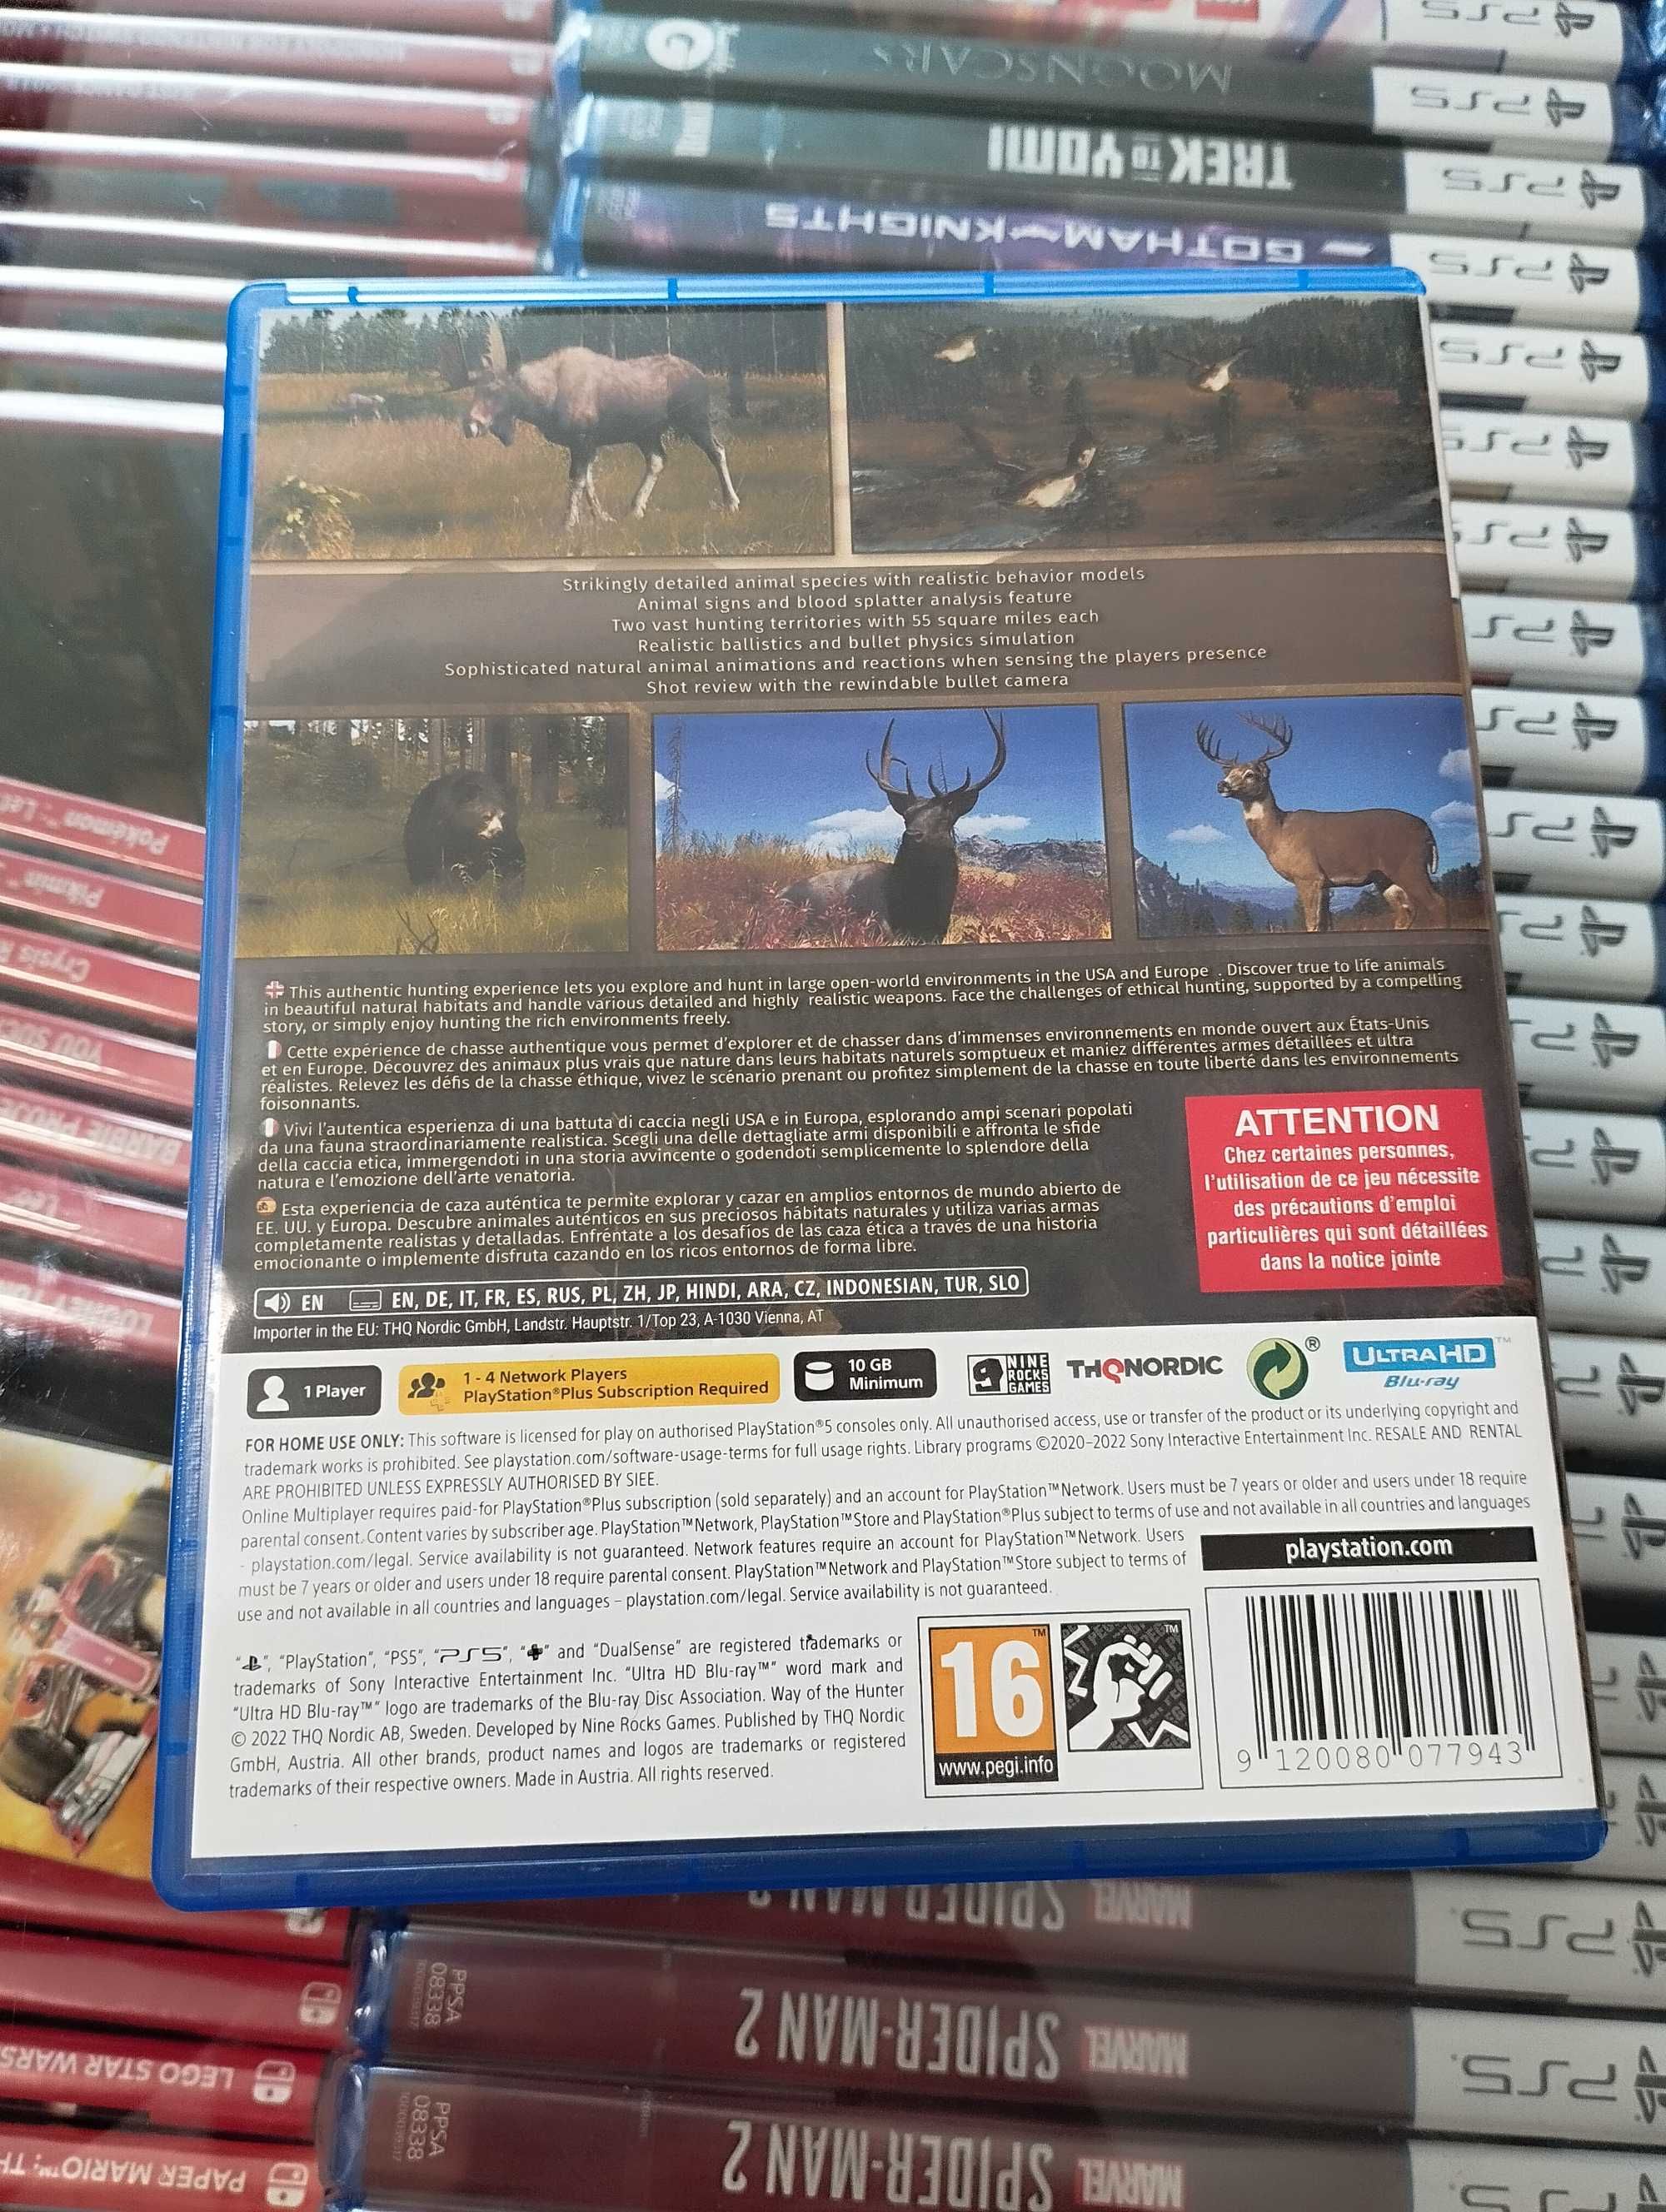 PS5
MOONSCARS
PS5
TREK TO YOMI
PS5
GOTHAM KNIGHTS
PS5
PS5
Strikingly detailed animal species with realistic behavior models
Animal signs and blood splatter analysis feature
Two vast hunting territories with 55 square miles each
Realistic ballistics and bullet physics simulation
Sophisticated natural animal animations and reactions when sensing the players presence
Shot review with the rewindable bullet camera
This authentic hunting experience lets you explore and hunt in large open-world environments in the USA and Europe . Discover true to life animals
in beautiful natural habitats and handle various detailed and highly realistic weapons. Face the challenges of ethical hunting, supported by a compelling
story, or simply enjoy hunting the rich environments freely.
Cette expérience de chasse authentique vous permet d'explorer et de chasser dans d'immenses environnements en monde ouvert aux États-Unis
et en Europe. Découvrez des animaux plus vrais que nature dans leurs habitats naturels somptueux et maniez différentes armes détaillées et ultra
réalistes. Relevez les défis de la chasse éthique, vivez le scénario prenant ou profitez simplement de la chasse en toute liberté dans les environnements
foisonnants.
Vivi l'autentica esperienza di una battuta di caccia negli USA e in Europa, esplorando ampi scenari popolati
da una fauna straordinariamente realistica. Scegli una delle dettagliate armi disponibili e affronta le sfide
della caccia etica, immergendoti in una storia avvincente o godendoti semplicemente lo splendore della
natura e l'emozione dell'arte venatoria.
Esta experiencia de caza auténtica te permite explorar y cazar en amplios entornos de mundo abierto de
EE. UU. y Europa. Descubre animales auténticos en sus preciosos hábitats naturales y utiliza varias armas
completamente realistas y detalladas. Enfréntate a los desafíos de las caza ética a través de una historia
emocionante o implemente disfruta cazando en los ricos entornos de forma libre.
ATTENTION
Chez certaines personnes,
l'utilisation de ce jeu nécessite
des précautions d'emploi
particulières qui sont détaillées
dans la notice jointe
EN EN, DE, IT, FR, ES, RUS, PL, ZH, JP, HINDI, ARA, CZ, INDONESIAN, TUR, SLO
Importer in the EU: THQ Nordic GmbH, Landstr. Hauptstr. 1/Top 23, A-1030 Vienna, AT
1 Player
1 - 4 Network Players
PlayStation®Plus Subscription Required
10 GB
Minimum
NINE
ROCKS
GAMES
THQNORDIC
®
ULTRA HD™
Blu-ray
FOR HOME USE ONLY: This software is licensed for play on authorised PlayStation®5 consoles only. All unauthorised access, use or transfer of the product or its underlying copyright and
trademark works is prohibited. See playstation.com/software-usage-terms for full usage rights. Library programs ©2020-2022 Sony Interactive Entertainment Inc. RESALE AND RENTAL
ARE PROHIBITED UNLESS EXPRESSLY AUTHORISED BY SIEE.
Online Multiplayer requires paid-for PlayStation®Plus subscription (sold separately) and an account for PlayStation™Network. Users must be 7 years or older and users under 18 require
parental consent. Content varies by subscriber age. PlayStation™Network, PlayStation™Store and PlayStation®Plus subject to terms of use and not available in all countries and languages
- playstation.com/legal. Service availability is not guaranteed. Network features require an account for PlayStation™Network. Users
must be 7 years or older and users under 18 require parental consent. PlayStation™Network and PlayStation™Store subject to terms of
use and not available in all countries and languages – playstation.com/legal. Service availability is not guaranteed.
playstation.com
“ ”, “PlayStation”, “PS5”, “PS5”, “ ” and “DualSense” are registered trademarks or
trademarks of Sony Interactive Entertainment Inc. “Ultra HD Blu-ray™” word mark and
“Ultra HD Blu-ray™” logo are trademarks of the Blu-ray Disc Association. Way of the Hunter
© 2022 THQ Nordic AB, Sweden. Developed by Nine Rocks Games. Published by THQ Nordic
GmbH, Austria. All other brands, product names and logos are trademarks or registered
trademarks of their respective owners. Made in Austria. All rights reserved.
16™
www.pegi.info
™
9 120080 077943
Pokémon
Pikmin
Crysis
MARVEL SPIDER-MAN 2
PS5
PPSA
08338
MARVEL SPIDER-MAN 2
PS5
PPSA
08338
MARVEL SPIDER-MAN 2
PS5
LEGO STAR WARS
PAPER MARIO™: TH